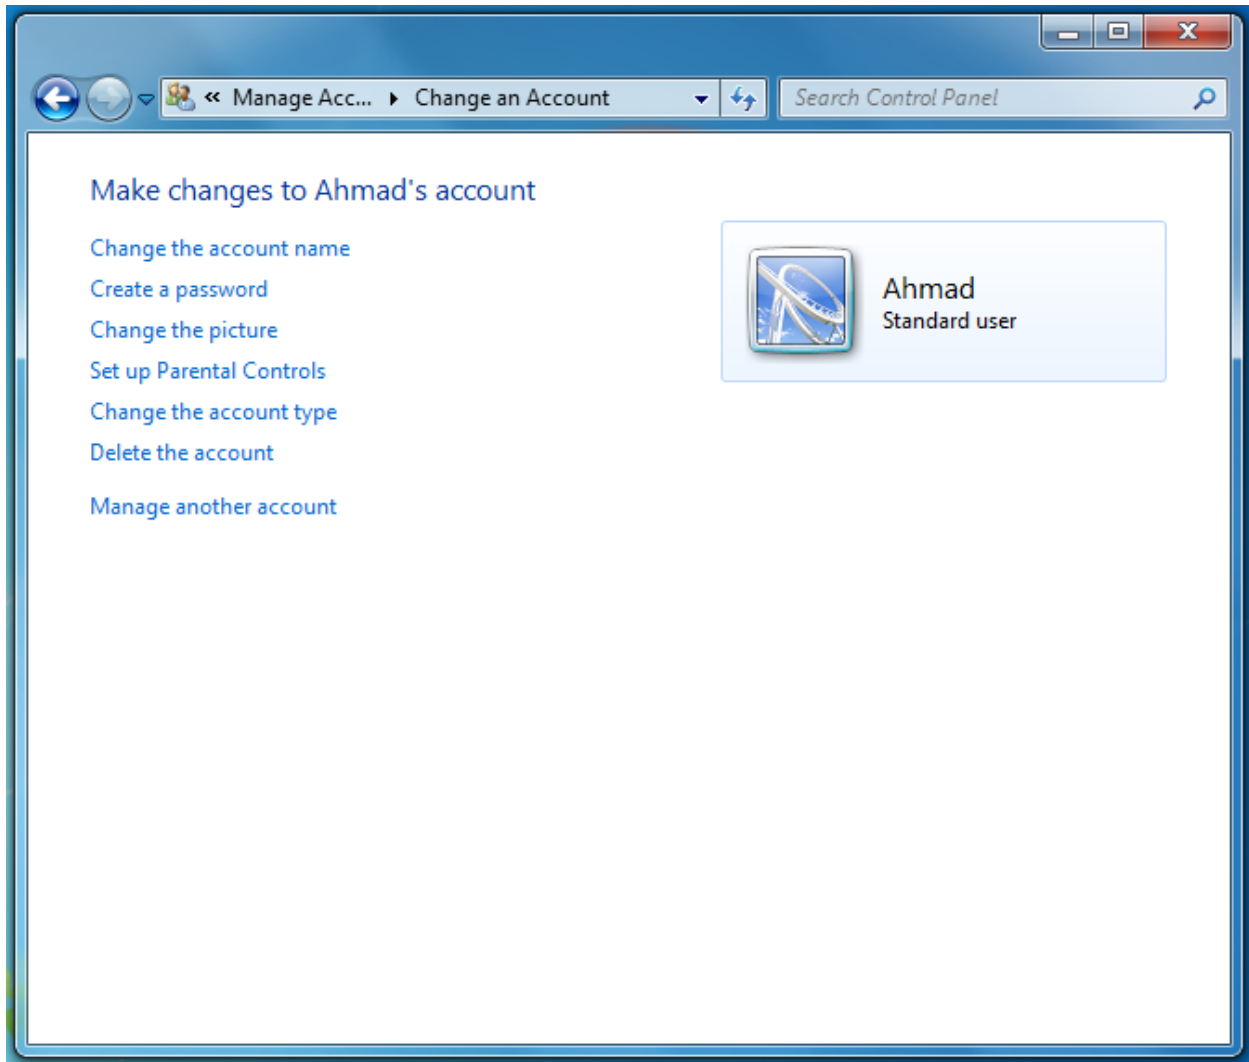 « Manage Acc... ▸ Change an Account
Search Control Panel
Make changes to Ahmad's account
Change the account name
Create a password
Change the picture
Set up Parental Controls
Change the account type
Delete the account
Manage another account
Ahmad
Standard user